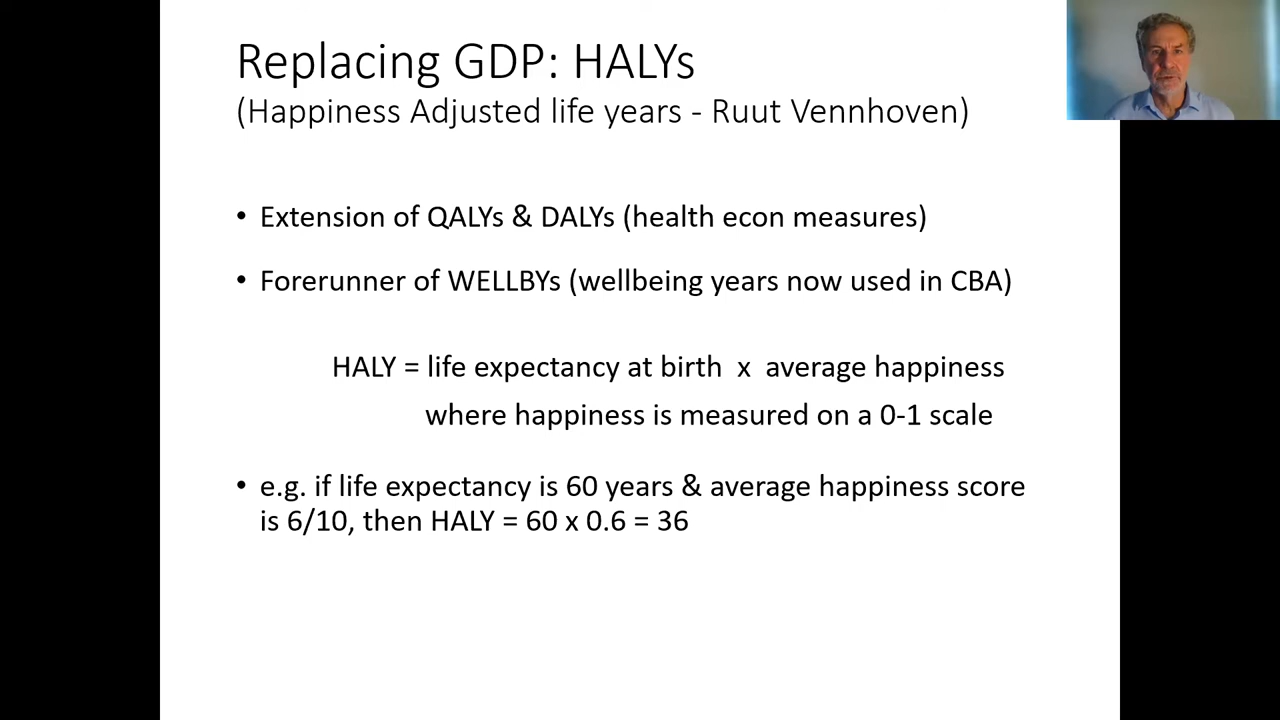 Replacing GDP: HALYs
(Happiness Adjusted life years - Ruut Vennhoven)
• Extension of QALYs & DALYs (health econ measures)
• Forerunner of WELLBYs (wellbeing years now used in CBA)
HALY = life expectancy at birth x average happiness
where happiness is measured on a 0-1 scale
• e.g. if life expectancy is 60 years & average happiness score
is 6/10, then HALY = 60 x 0.6 = 36